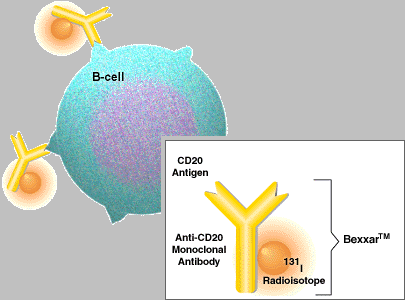 B-cell
CD20
Antigen
Anti-CD20
Monoclonal
Antibody
131I
Radioisotope
Bexxar™